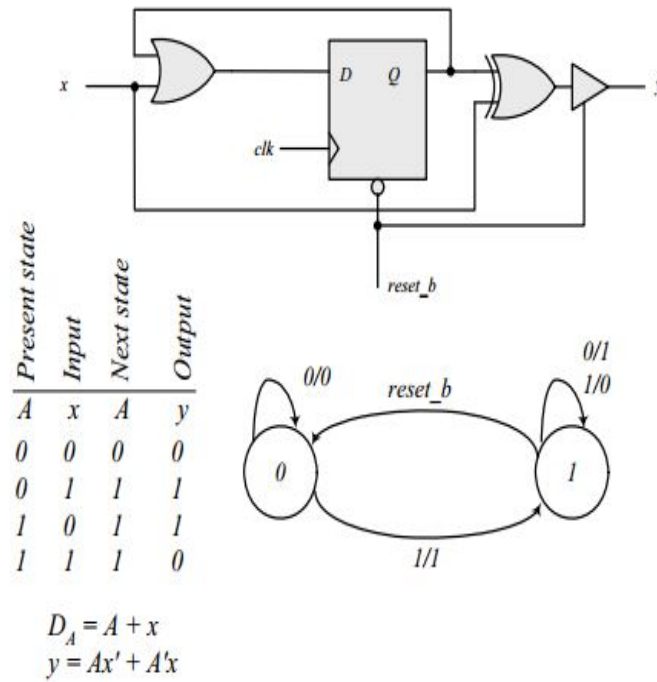 x
D Q
y
clk
reset_b
Present state
Input
Next state
Output
A x A y
0 0 0 0
0 1 1 1
1 0 1 1
1 1 1 0
0/0
reset_b
0/1
1/0
0
1
1/1
D_A = A + x
y = Ax' + A'x